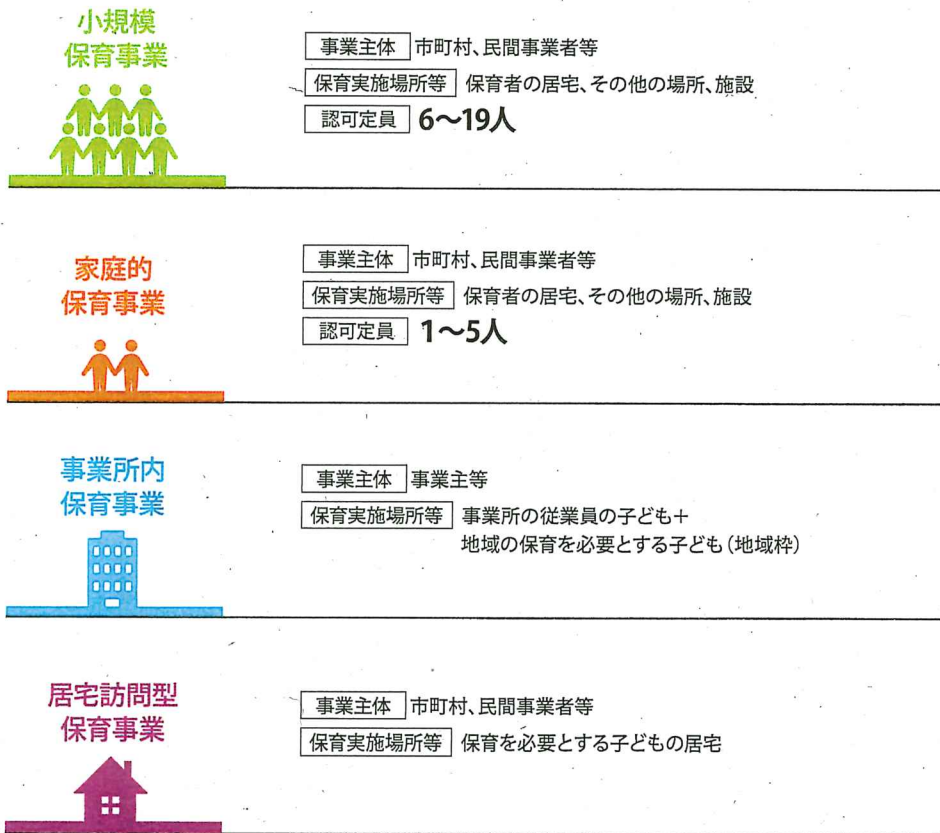 小規模
保育事業
事業主体 市町村、民間事業者等
保育実施場所等 保育者の居宅、その他の場所、施設
認可定員 6〜19人
家庭的
保育事業
事業主体 市町村、民間事業者等
保育実施場所等 保育者の居宅、その他の場所、施設
認可定員 1〜5人
事業所内
保育事業
事業主体 事業主等
保育実施場所等 事業所の従業員の子ども＋
地域の保育を必要とする子ども（地域枠）
居宅訪問型
保育事業
事業主体 市町村、民間事業者等
保育実施場所等 保育を必要とする子どもの居宅